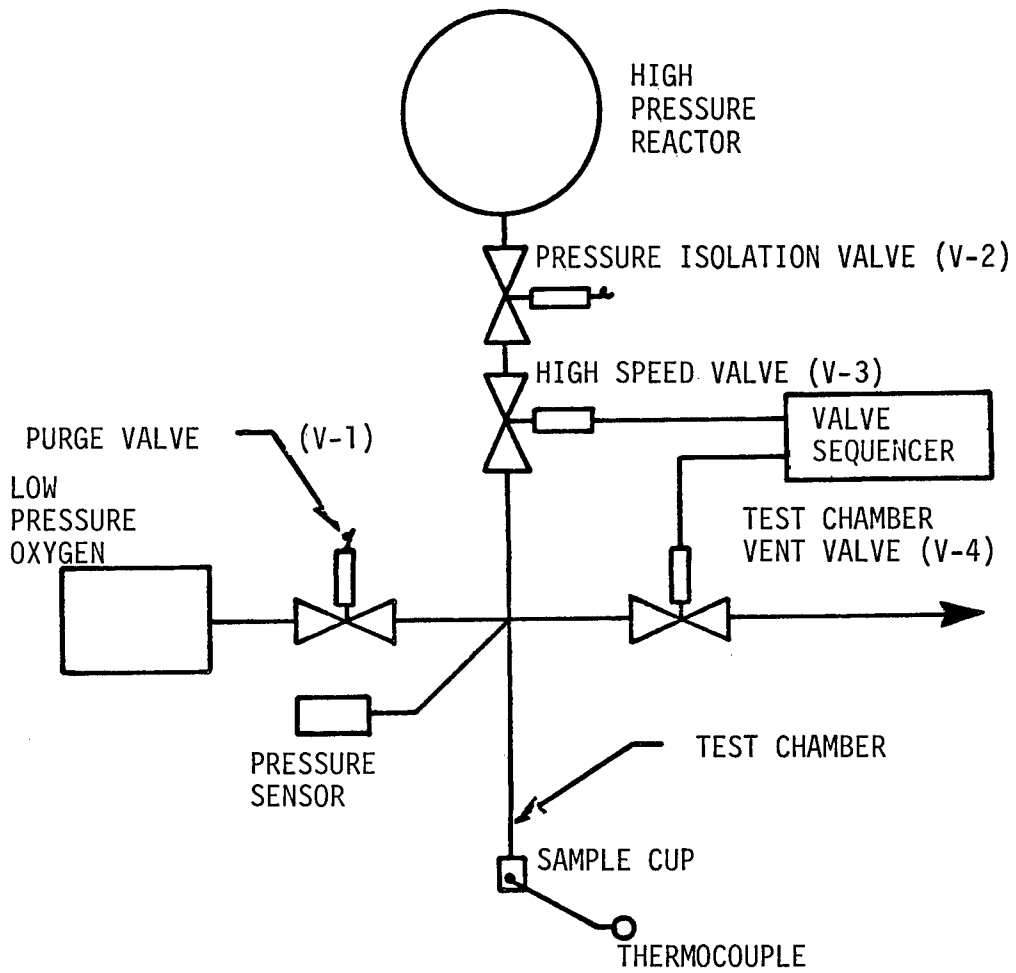 HIGH
PRESSURE
REACTOR
PRESSURE ISOLATION VALVE (V-2)
HIGH SPEED VALVE (V-3)
VALVE
SEQUENCER
PURGE VALVE (V-1)
LOW
PRESSURE
OXYGEN
TEST CHAMBER
VENT VALVE (V-4)
PRESSURE
SENSOR
TEST CHAMBER
SAMPLE CUP
THERMOCOUPLE